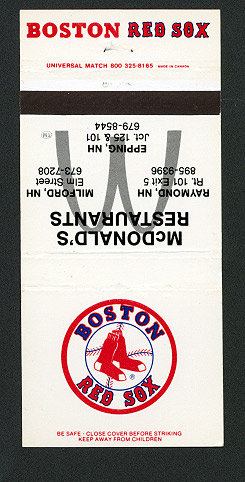 BOSTON RED SOX
UNIVERSAL MATCH 800 325-8165 MADE IN CANADA
McDONALD'S
RESTAURANTS
RAYMOND, NH
Rt. 101 Exit 5
895-9396
MILFORD, NH
Elm Street
673-7208
EPPING, NH
Jct. 125 & 101
679-8544
TM
BOSTON
RED SOX
®
BE SAFE - CLOSE COVER BEFORE STRIKING
KEEP AWAY FROM CHILDREN